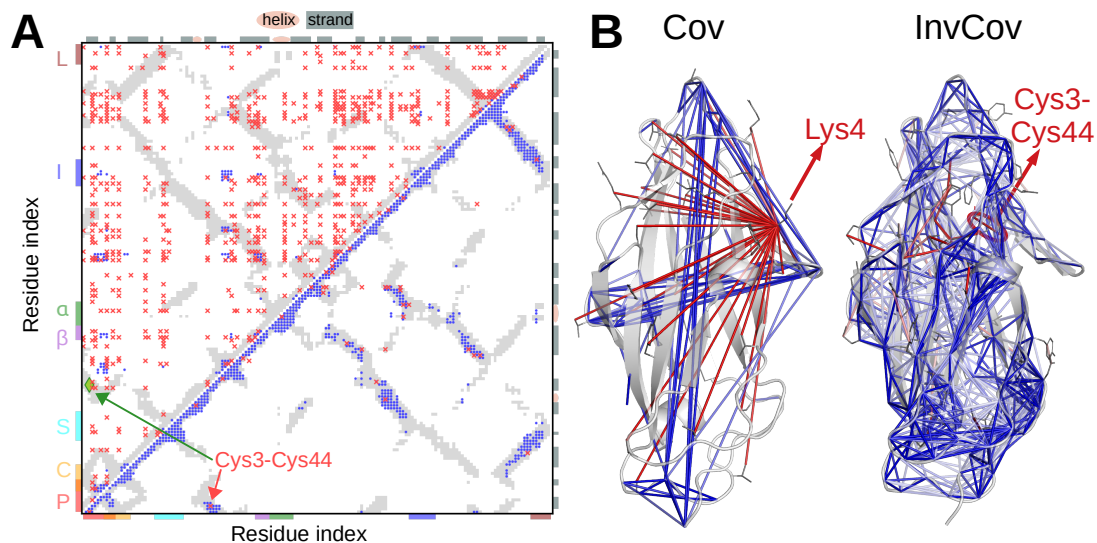 A
helix
strand
B
Cov
InvCov
L
I
α
β
S
C
P
Residue index
Residue index
Cys3-Cys44
Lys4
Cys3-
Cys44